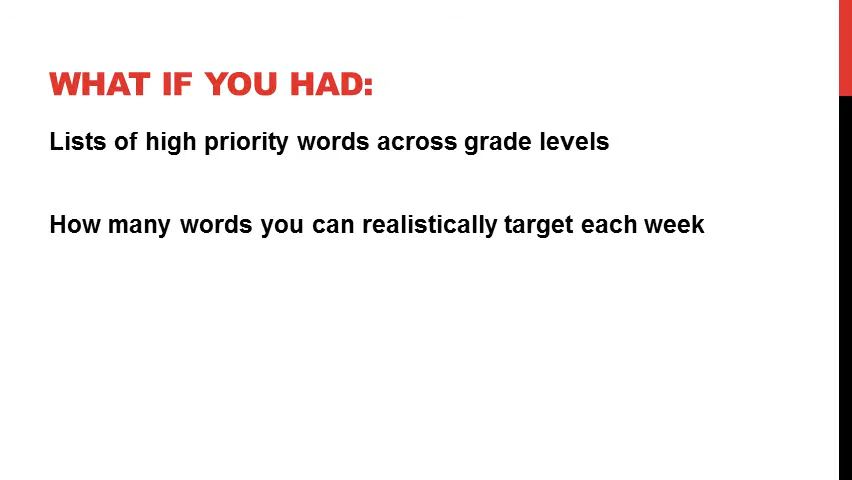 WHAT IF YOU HAD:
Lists of high priority words across grade levels
How many words you can realistically target each week